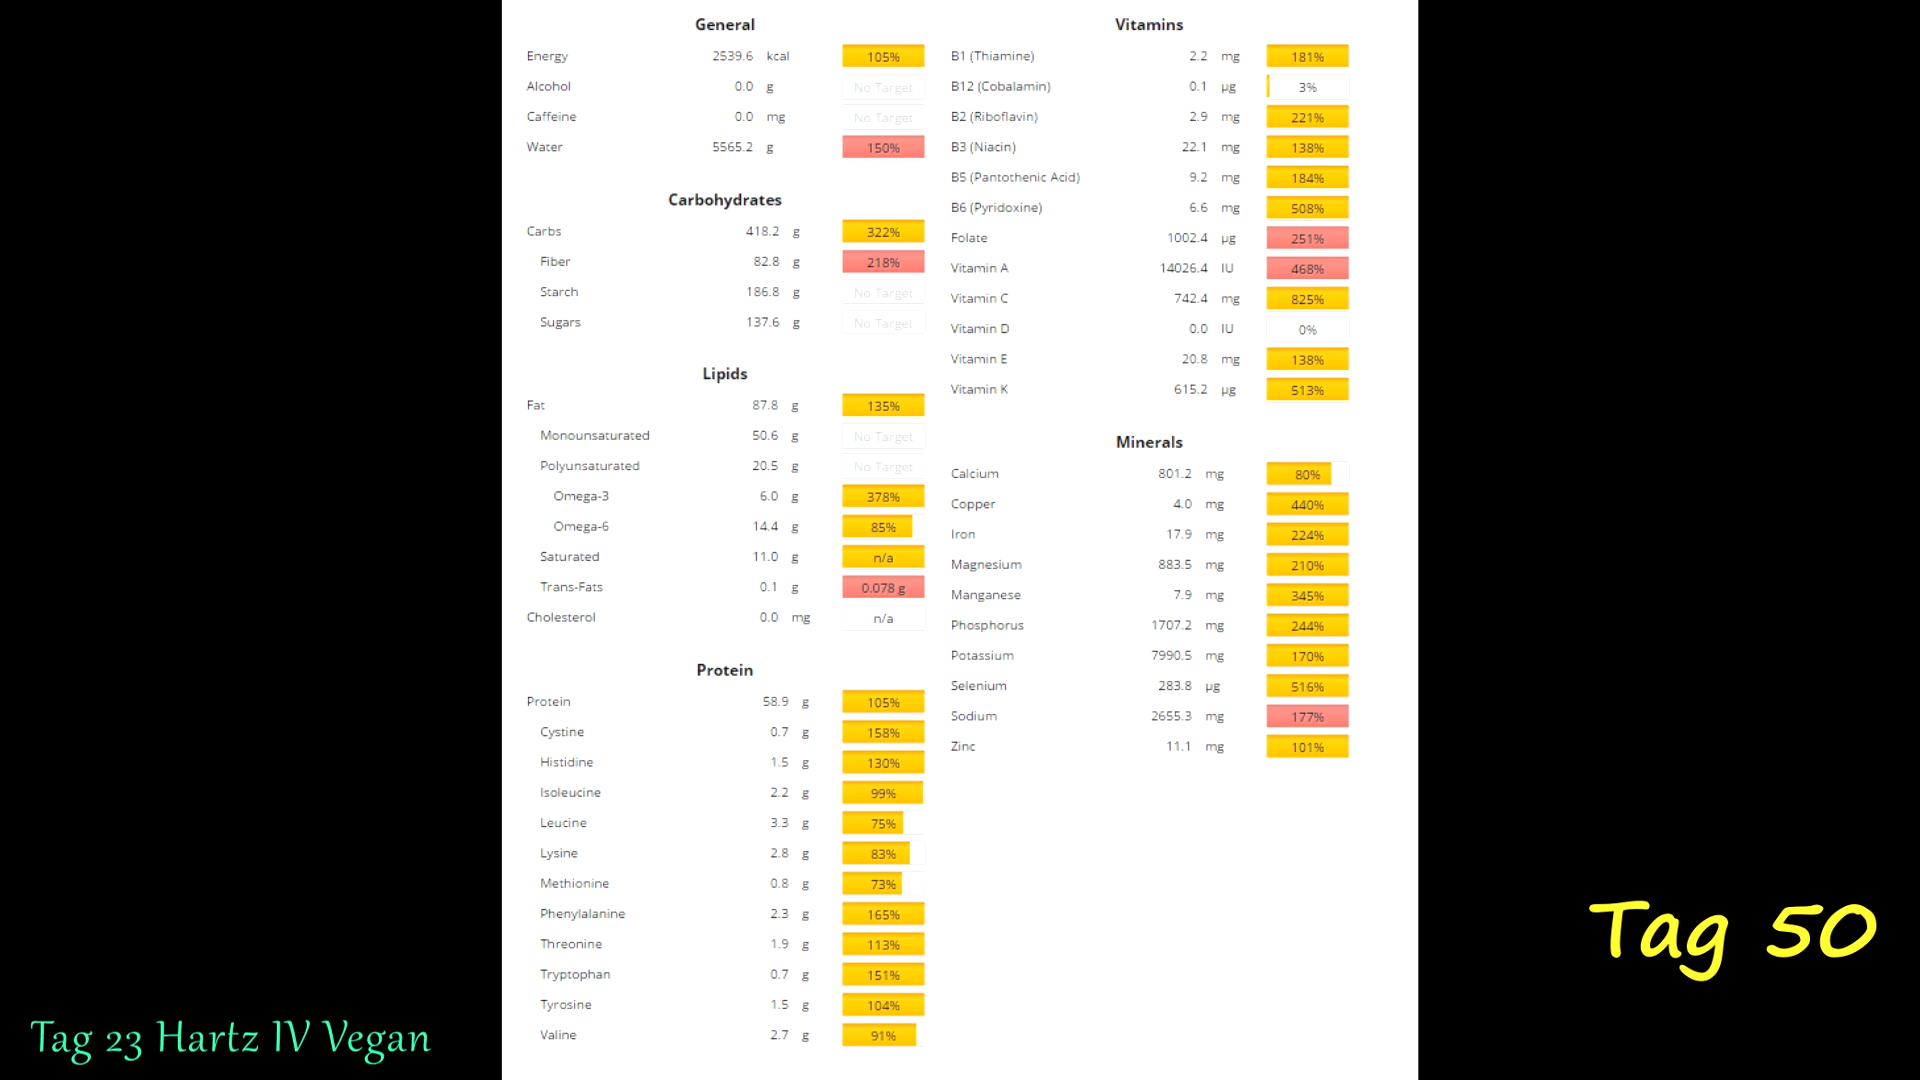 General
Energy 2539.6 kcal 105%
Alcohol 0.0 g No Target
Caffeine 0.0 mg No Target
Water 5565.2 g 150%
Carbohydrates
Carbs 418.2 g 322%
Fiber 82.8 g 218%
Starch 186.8 g No Target
Sugars 137.6 g No Target
Lipids
Fat 87.8 g 135%
Monounsaturated 50.6 g No Target
Polyunsaturated 20.5 g No Target
Omega-3 6.0 g 378%
Omega-6 14.4 g 85%
Saturated 11.0 g n/a
Trans-Fats 0.1 g 0.078 g
Cholesterol 0.0 mg n/a
Protein
Protein 58.9 g 105%
Cystine 0.7 g 158%
Histidine 1.5 g 130%
Isoleucine 2.2 g 99%
Leucine 3.3 g 75%
Lysine 2.8 g 83%
Methionine 0.8 g 73%
Phenylalanine 2.3 g 165%
Threonine 1.9 g 113%
Tryptophan 0.7 g 151%
Tyrosine 1.5 g 104%
Valine 2.7 g 91%
Vitamins
B1 (Thiamine) 2.2 mg 181%
B12 (Cobalamin) 0.1 µg 3%
B2 (Riboflavin) 2.9 mg 221%
B3 (Niacin) 22.1 mg 138%
B5 (Pantothenic Acid) 9.2 mg 184%
B6 (Pyridoxine) 6.6 mg 508%
Folate 1002.4 µg 251%
Vitamin A 14026.4 IU 468%
Vitamin C 742.4 mg 825%
Vitamin D 0.0 IU 0%
Vitamin E 20.8 mg 138%
Vitamin K 615.2 µg 513%
Minerals
Calcium 801.2 mg 80%
Copper 4.0 mg 440%
Iron 17.9 mg 224%
Magnesium 883.5 mg 210%
Manganese 7.9 mg 345%
Phosphorus 1707.2 mg 244%
Potassium 7990.5 mg 170%
Selenium 283.8 µg 516%
Sodium 2655.3 mg 177%
Zinc 11.1 mg 101%
Tag 50
Tag 23 Hartz IV Vegan